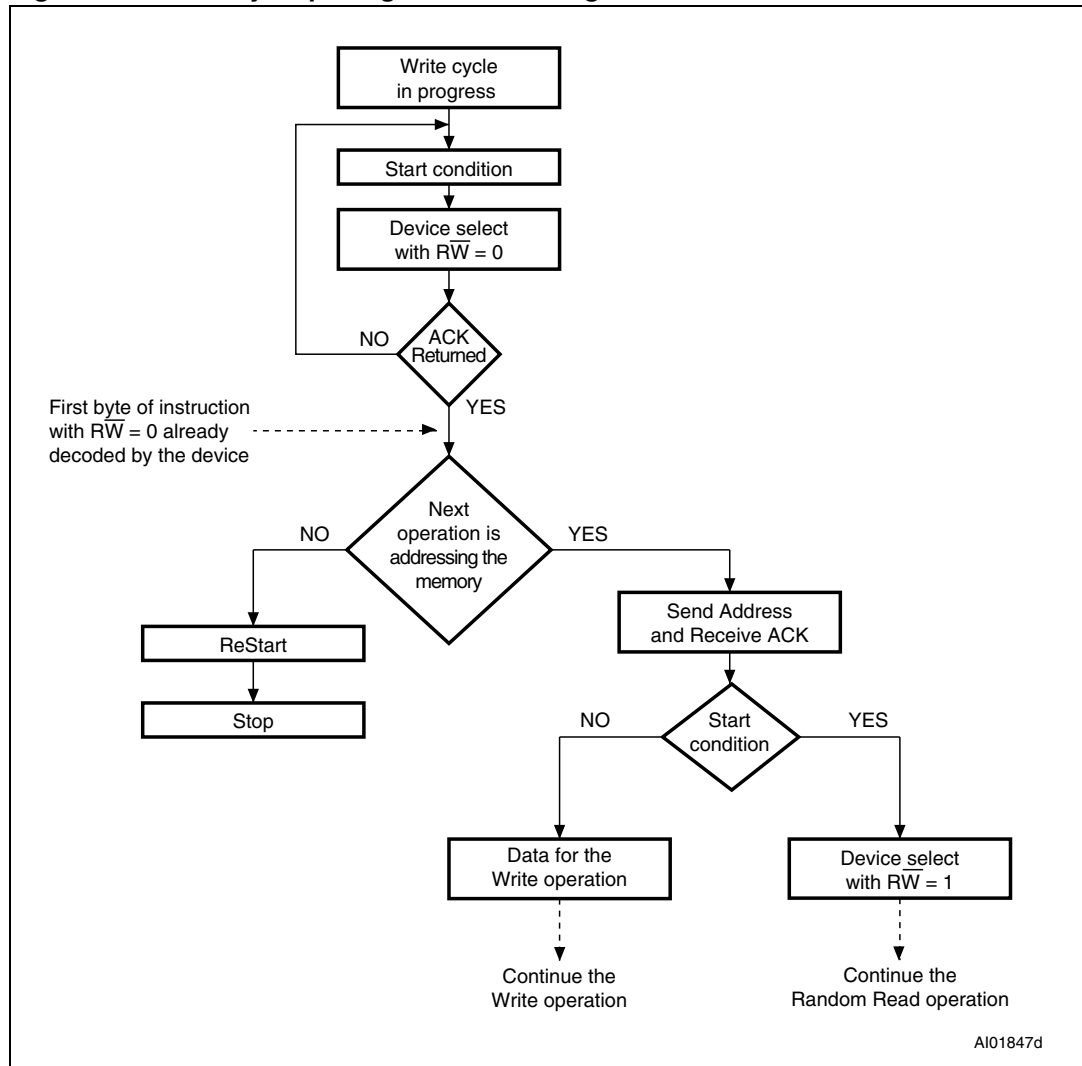 Write cycle
in progress
Start condition
Device select
with RW̅ = 0
NO
ACK
Returned
YES
First byte of instruction
with RW̅ = 0 already
decoded by the device
Next
operation is
addressing the
memory
NO
YES
Send Address
and Receive ACK
ReStart
Stop
NO
Start
condition
YES
Data for the
Write operation
Device select
with RW̅ = 1
Continue the
Write operation
Continue the
Random Read operation
AI01847d